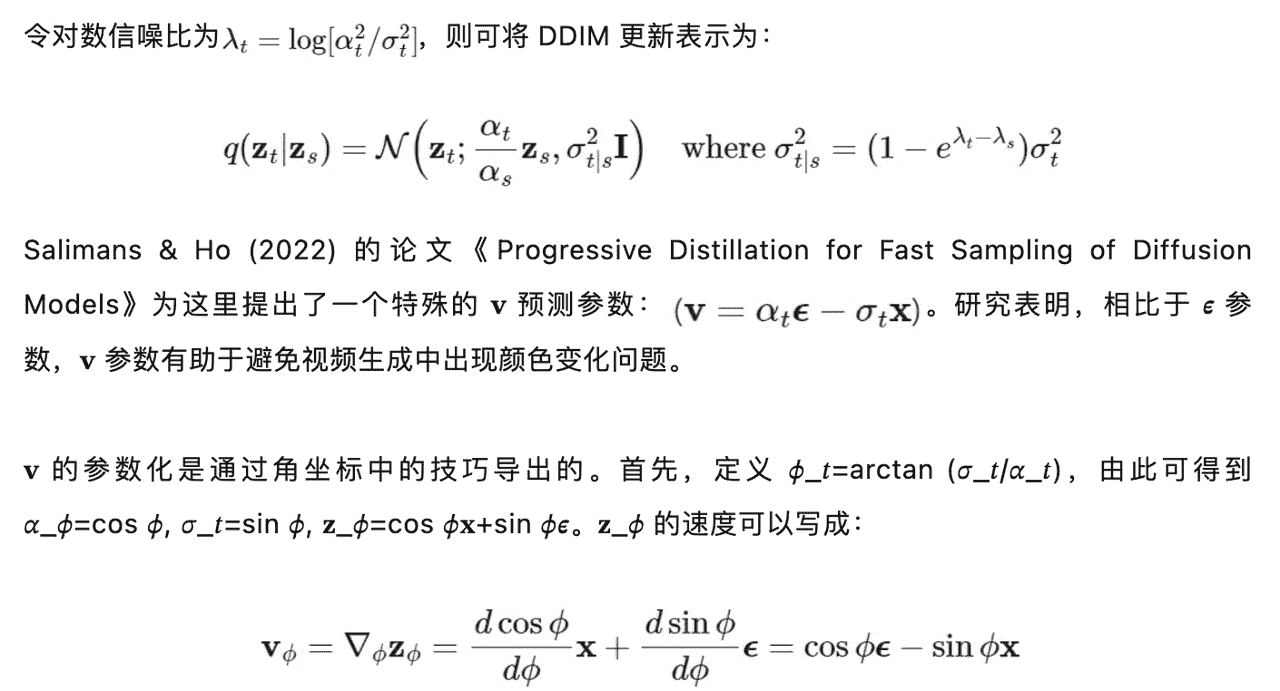 令对数信噪比为λ_t = log[α_t^2/σ_t^2]，则可将 DDIM 更新表示为：
q(z_t|z_s) = 𝒩(z_t; \frac{α_t}{α_s} z_s, σ_{t|s}^2 I) where σ_{t|s}^2 = (1 − e^{λ_t−λ_s})σ_t^2
Salimans & Ho (2022) 的论文《Progressive Distillation for Fast Sampling of Diffusion
Models》为这里提出了一个特殊的 v 预测参数：(v = α_tϵ − σ_tx)。研究表明，相比于 ϵ 参
数，v 参数有助于避免视频生成中出现颜色变化问题。
v 的参数化是通过角坐标中的技巧导出的。首先，定义 ϕ_t=arctan (σ_t/α_t)，由此可得到
α_ϕ=cos ϕ, σ_t=sin ϕ, z_ϕ=cos ϕx+sin ϕϵ。z_ϕ 的速度可以写成：
v_ϕ = ∇_ϕ z_ϕ = \frac{d cos ϕ}{dϕ} x + \frac{d sin ϕ}{dϕ} ϵ = cos ϕϵ − sin ϕx